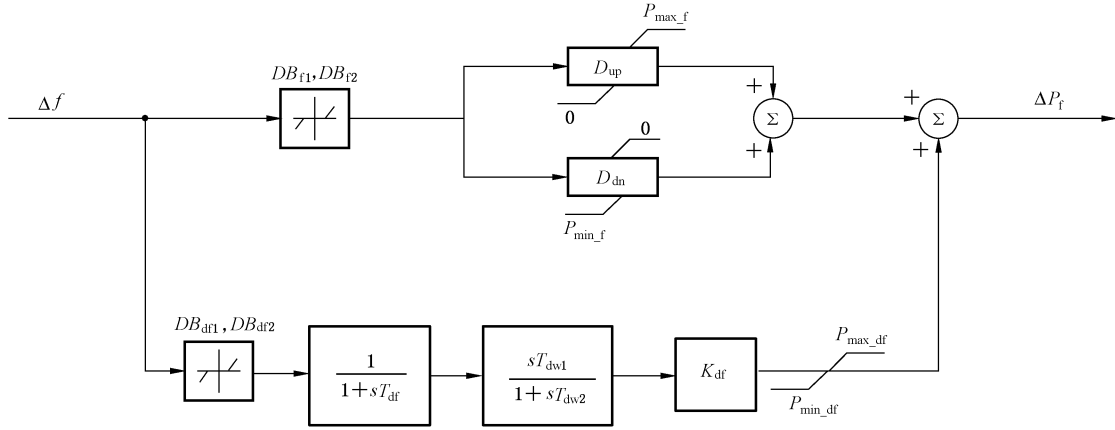 P_max_f
DB_f1, DB_f2
Δf
D_up
0
+
Σ
+
Σ
ΔP_f
0
+
+
D_dn
P_min_f
DB_df1, DB_df2
1
1+sT_df
sT_dw1
1+sT_dw2
K_df
P_max_df
P_min_df